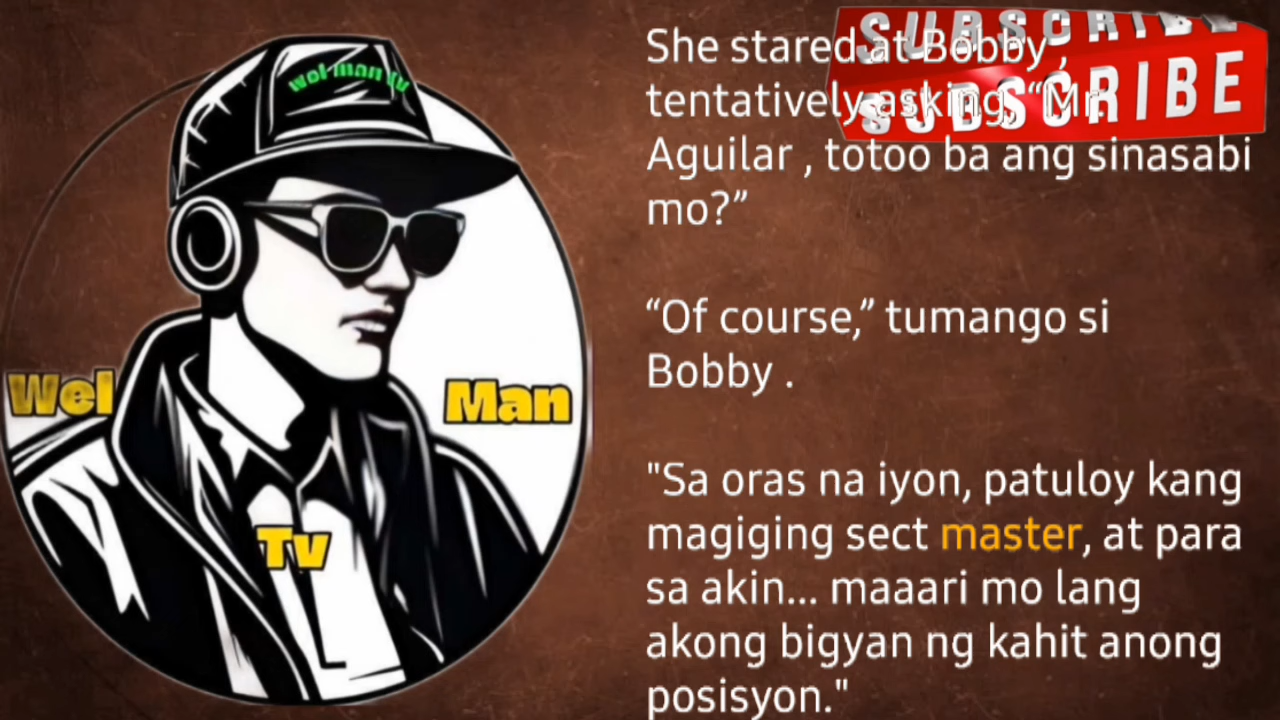 wel man tv
Wel
Man
Tv
SUBSCRIBE
SUBSCRIBE
She stared at Bobby ,
tentatively asking, “Mr.
Aguilar , totoo ba ang sinasabi
mo?”
“Of course,” tumango si
Bobby .
"Sa oras na iyon, patuloy kang
magiging sect master, at para
sa akin... maaari mo lang
akong bigyan ng kahit anong
posisyon."